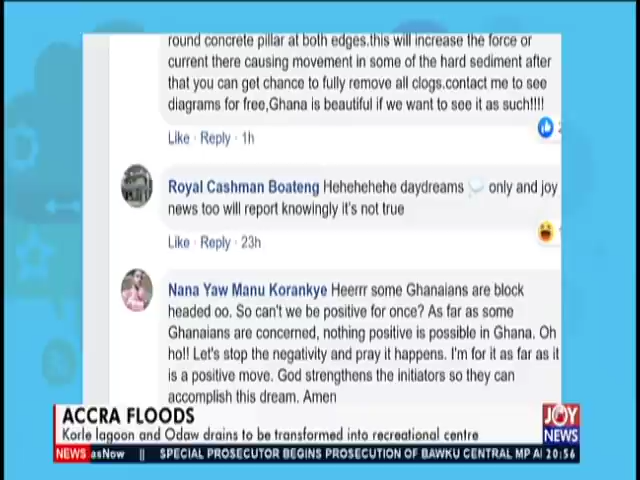 round concrete pillar at both edges.this will increase the force or
current there causing movement in some of the hard sediment after
that you can get chance to fully remove all clogs.contact me to see
diagrams for free,Ghana is beautiful if we want to see it as such!!!!
Like · Reply · 1h
Royal Cashman Boateng Hehehehehe daydreams 💭 only and joy
news too will report knowingly it's not true
Like · Reply · 23h
Nana Yaw Manu Korankye Heerrr some Ghanaians are block
headed oo. So can't we be positive for once? As far as some
Ghanaians are concerned, nothing positive is possible in Ghana. Oh
ho!! Let's stop the negativity and pray it happens. I'm for it as far as it
is a positive move. God strengthens the initiators so they can
accomplish this dream. Amen
ACCRA FLOODS
Korle lagoon and Odaw drains to be transformed into recreational centre
JOY
NEWS
NEWS asNow || SPECIAL PROSECUTOR BEGINS PROSECUTION OF BAWKU CENTRAL MP 20:56